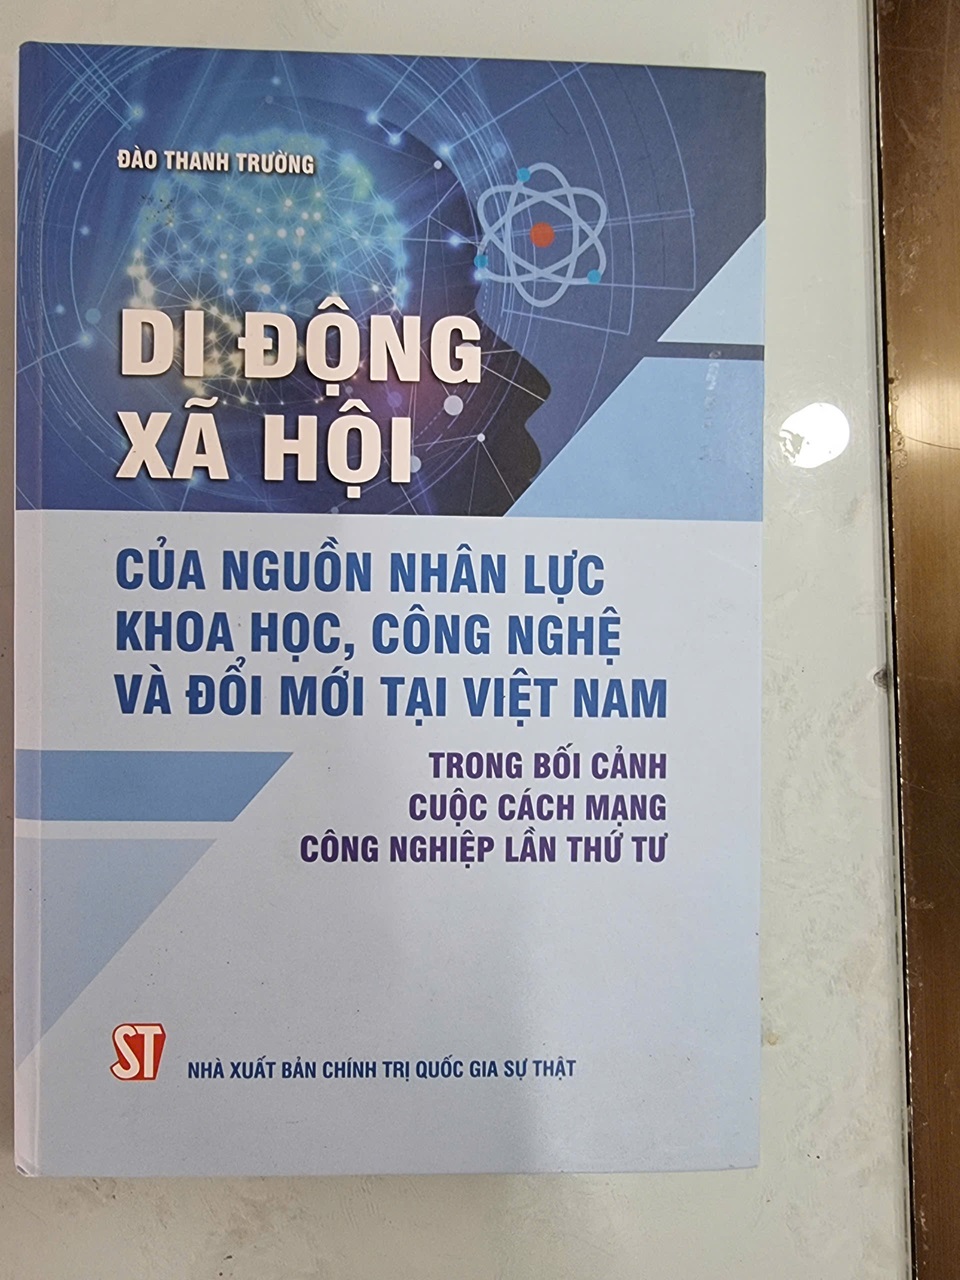 ĐÀO THANH TRƯỜNG
DI ĐỘNG
XÃ HỘI
CỦA NGUỒN NHÂN LỰC
KHOA HỌC, CÔNG NGHỆ
VÀ ĐỔI MỚI TẠI VIỆT NAM
TRONG BỐI CẢNH
CUỘC CÁCH MẠNG
CÔNG NGHIỆP LẦN THỨ TƯ
ST
NHÀ XUẤT BẢN CHÍNH TRỊ QUỐC GIA SỰ THẬT